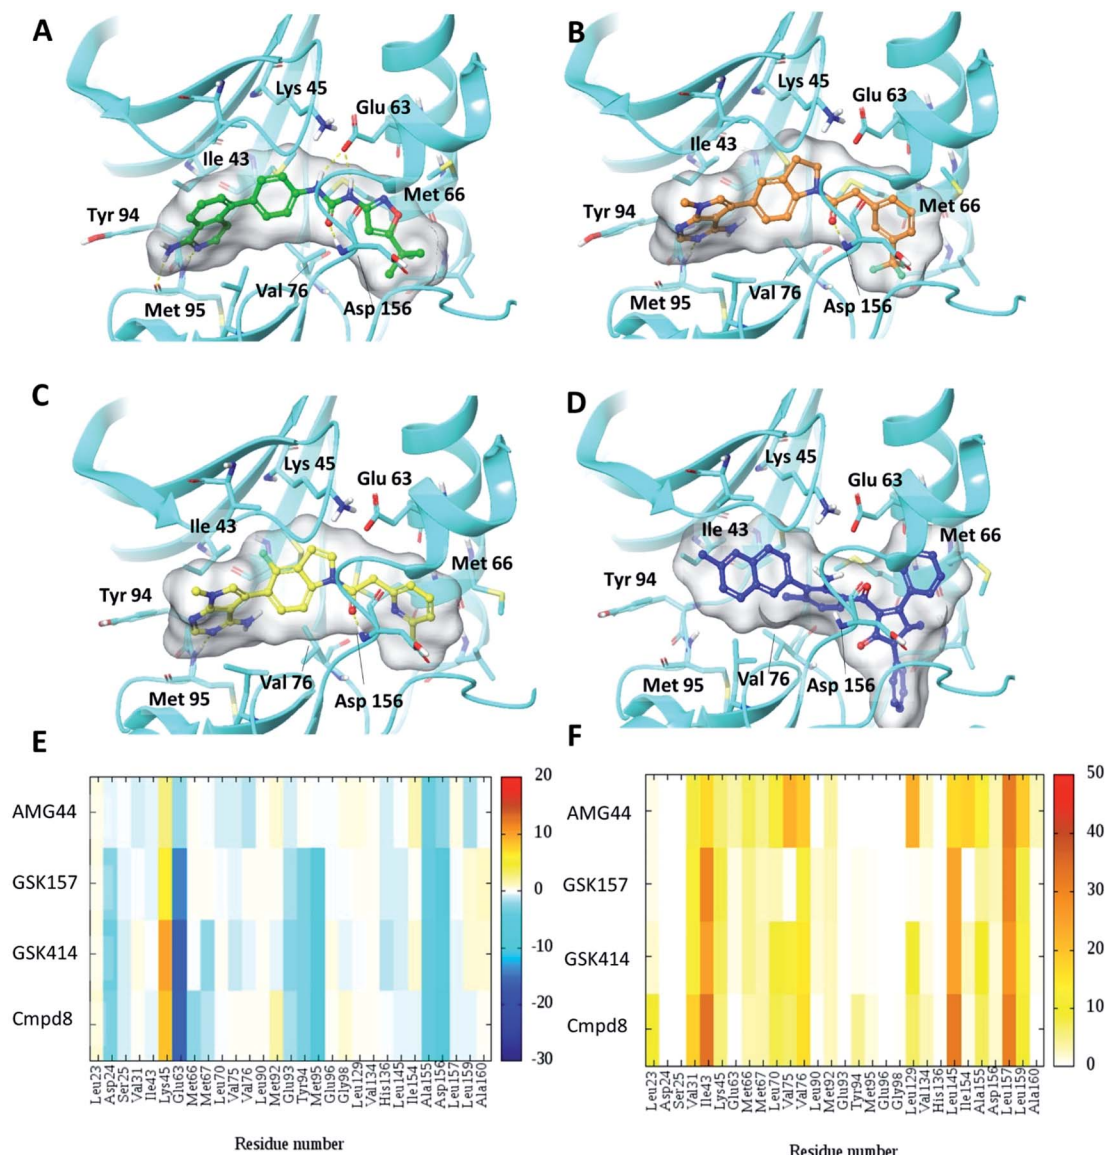 A
Lys 45
Glu 63
Ile 43
Met 66
Tyr 94
Met 95
Val 76
Asp 156
B
Lys 45
Glu 63
Ile 43
Met 66
Tyr 94
Met 95
Val 76
Asp 156
C
Lys 45
Glu 63
Ile 43
Met 66
Tyr 94
Met 95
Val 76
Asp 156
D
Lys 45
Glu 63
Ile 43
Met 66
Tyr 94
Met 95
Val 76
Asp 156
E
AMG44
GSK157
GSK414
Cmpd8
20
10
0
-10
-20
-30
Leu23
Asp24
Ser25
Val31
Ile43
Lys45
Glu63
Met66
Met67
Leu70
Val75
Val76
Leu90
Met92
Glu93
Tyr94
Met95
Glu96
Gly98
Leu129
Val134
His136
Leu145
Ile154
Ala155
Asp156
Leu157
Leu159
Ala160
Residue number
F
AMG44
GSK157
GSK414
Cmpd8
50
40
30
20
10
0
Leu23
Asp24
Ser25
Val31
Ile43
Lys45
Glu63
Met66
Met67
Leu70
Val75
Val76
Leu90
Met92
Glu93
Tyr94
Met95
Glu96
Gly98
Leu129
Val134
His136
Leu145
Ile154
Ala155
Asp156
Leu157
Leu159
Ala160
Residue number